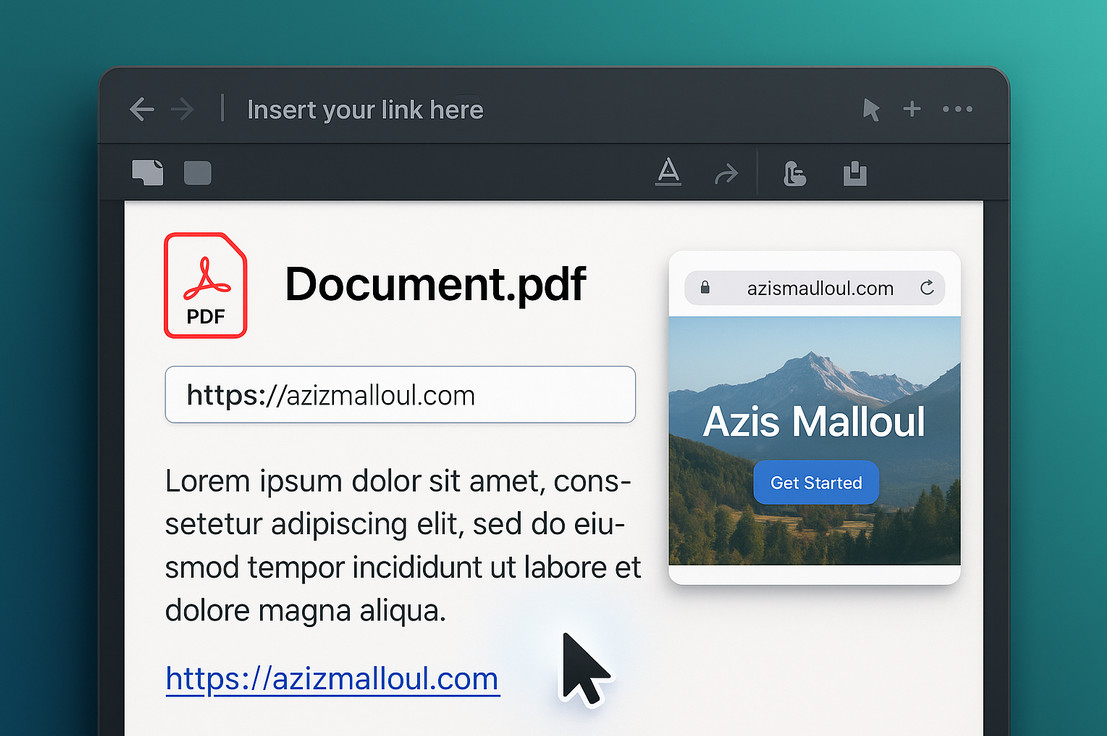 Insert your link here
PDF
Document.pdf
https://azizmalloul.com
Lorem ipsum dolor sit amet, cons-
setetur adipiscing elit, sed do eiu-
smod tempor incididunt ut labore et
dolore magna aliqua.
https://azizmalloul.com
azismadloul.com
Azis Malloul
Get Started